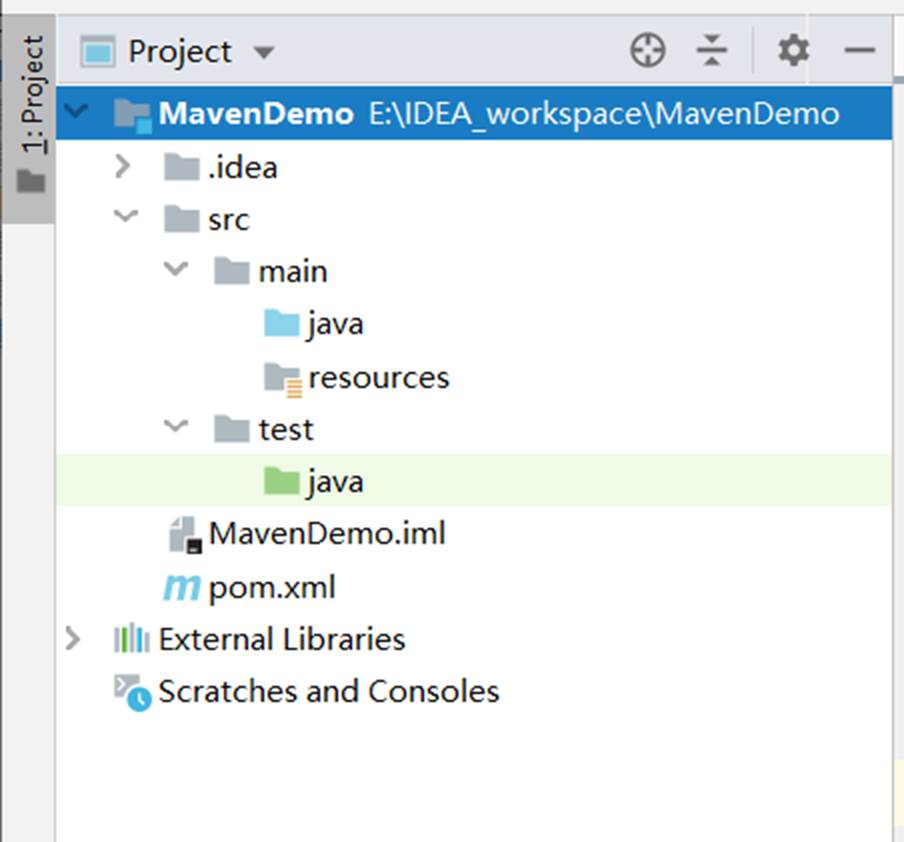 1: Project
Project
MavenDemo E:\IDEA_workspace\MavenDemo
.idea
src
main
java
resources
test
java
MavenDemo.iml
pom.xml
External Libraries
Scratches and Consoles